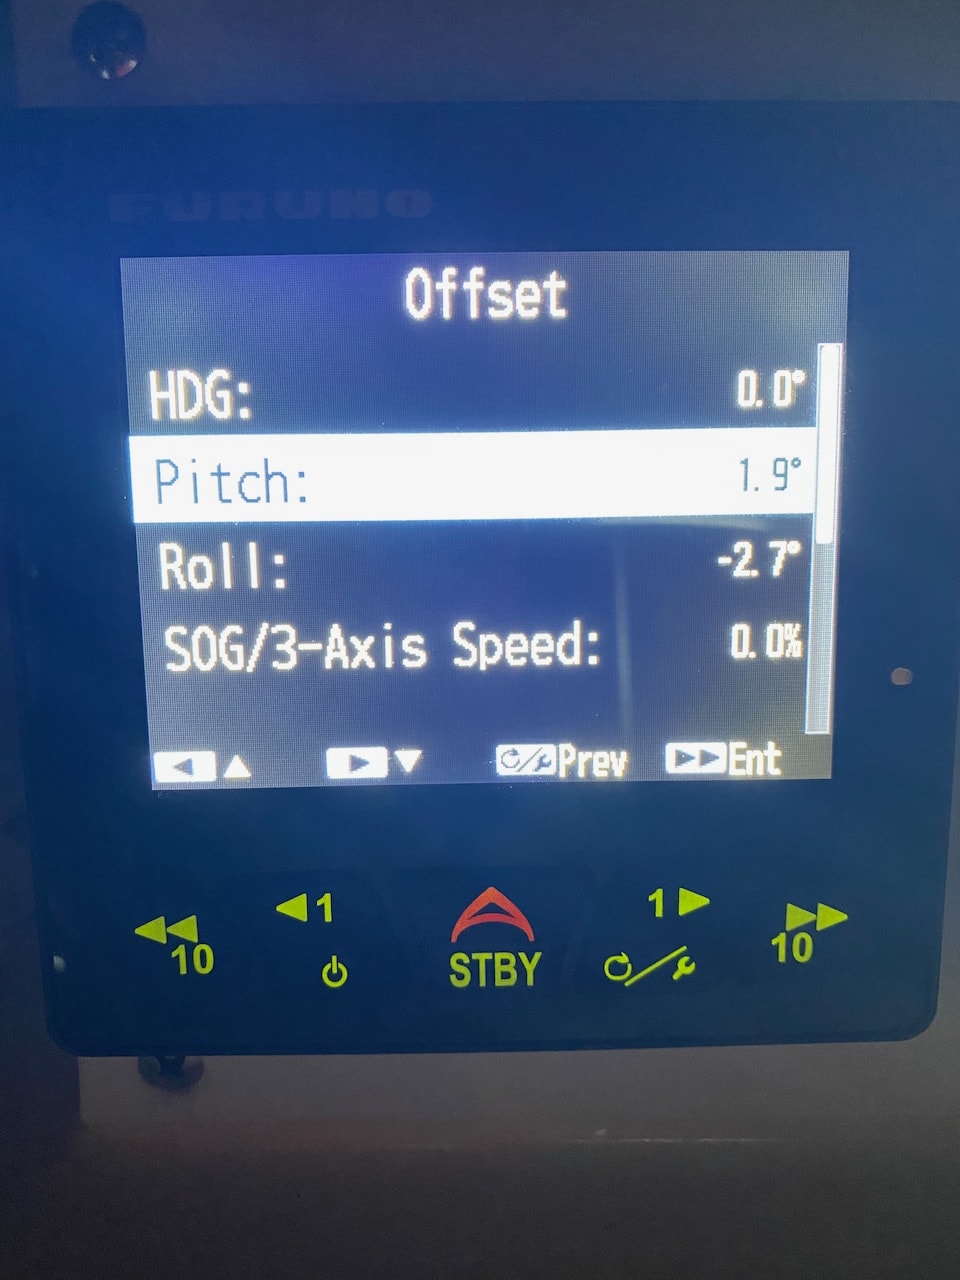 FURUNO
Offset
HDG: 0.0°
Pitch: 1.9°
Roll: -2.7°
SOG/3-Axis Speed: 0.0%
Prev Ent
1 1
10 STBY 10